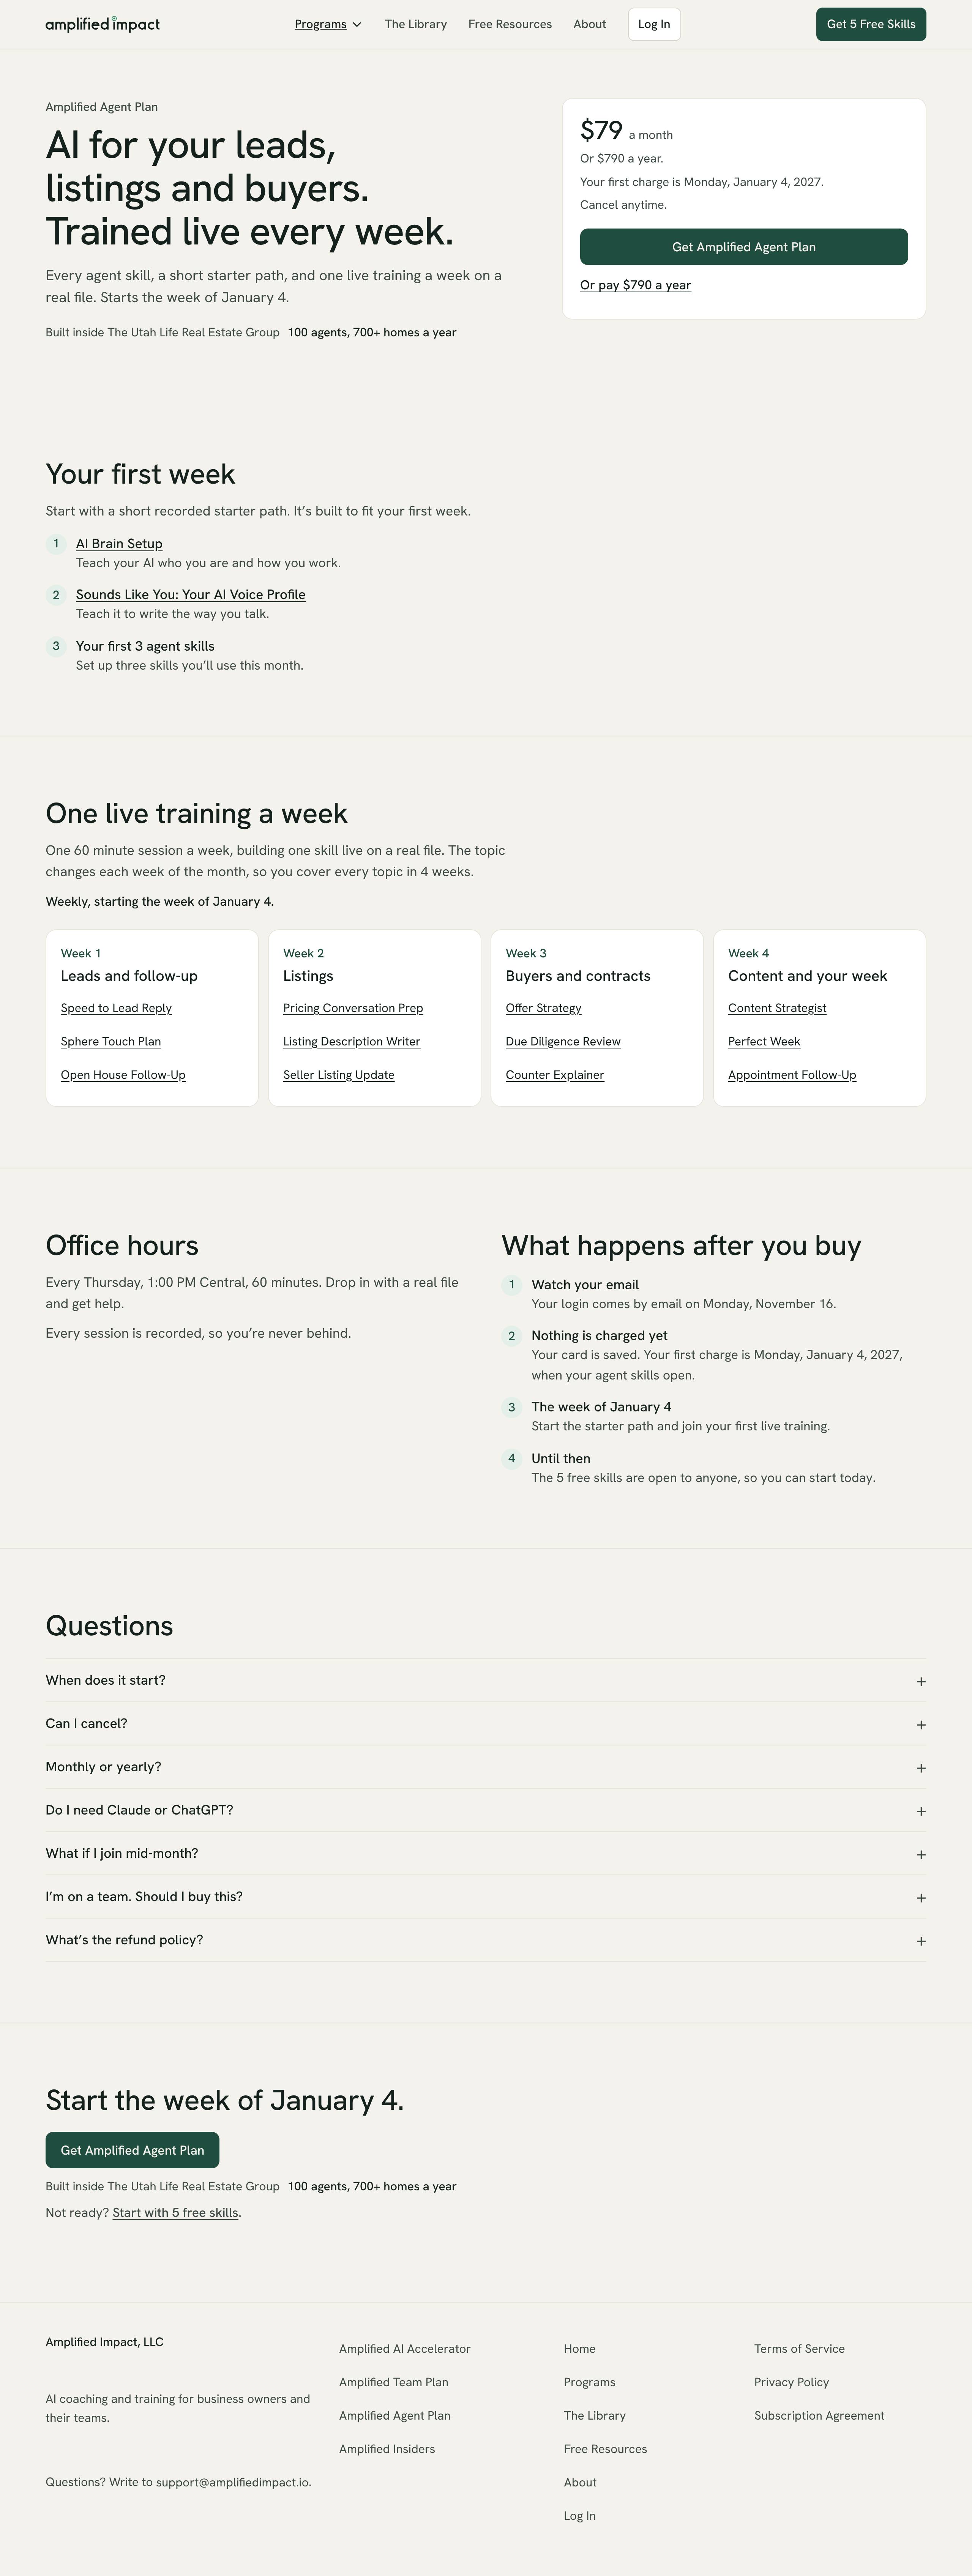 amplified impact
Programs
The Library
Free Resources
About
Log In
Get 5 Free Skills
Amplified Agent Plan
AI for your leads,
listings and buyers.
Trained live every week.
Every agent skill, a short starter path, and one live training a week on a
real file. Starts the week of January 4.
Built inside The Utah Life Real Estate Group 100 agents, 700+ homes a year
$79 a month
Or $790 a year.
Your first charge is Monday, January 4, 2027.
Cancel anytime.
Get Amplified Agent Plan
Or pay $790 a year
Your first week
Start with a short recorded starter path. It’s built to fit your first week.
1 AI Brain Setup
Teach your AI who you are and how you work.
2 Sounds Like You: Your AI Voice Profile
Teach it to write the way you talk.
3 Your first 3 agent skills
Set up three skills you’ll use this month.
One live training a week
One 60 minute session a week, building one skill live on a real file. The topic
changes each week of the month, so you cover every topic in 4 weeks.
Weekly, starting the week of January 4.
Week 1
Leads and follow-up
Speed to Lead Reply
Sphere Touch Plan
Open House Follow-Up
Week 2
Listings
Pricing Conversation Prep
Listing Description Writer
Seller Listing Update
Week 3
Buyers and contracts
Offer Strategy
Due Diligence Review
Counter Explainer
Week 4
Content and your week
Content Strategist
Perfect Week
Appointment Follow-Up
Office hours
Every Thursday, 1:00 PM Central, 60 minutes. Drop in with a real file
and get help.
Every session is recorded, so you’re never behind.
What happens after you buy
1 Watch your email
Your login comes by email on Monday, November 16.
2 Nothing is charged yet
Your card is saved. Your first charge is Monday, January 4, 2027,
when your agent skills open.
3 The week of January 4
Start the starter path and join your first live training.
4 Until then
The 5 free skills are open to anyone, so you can start today.
Questions
When does it start? +
Can I cancel? +
Monthly or yearly? +
Do I need Claude or ChatGPT? +
What if I join mid-month? +
I’m on a team. Should I buy this? +
What’s the refund policy? +
Start the week of January 4.
Get Amplified Agent Plan
Built inside The Utah Life Real Estate Group 100 agents, 700+ homes a year
Not ready? Start with 5 free skills.
Amplified Impact, LLC
AI coaching and training for business owners and
their teams.
Questions? Write to support@amplifiedimpact.io.
Amplified AI Accelerator
Amplified Team Plan
Amplified Agent Plan
Amplified Insiders
Home
Programs
The Library
Free Resources
About
Log In
Terms of Service
Privacy Policy
Subscription Agreement